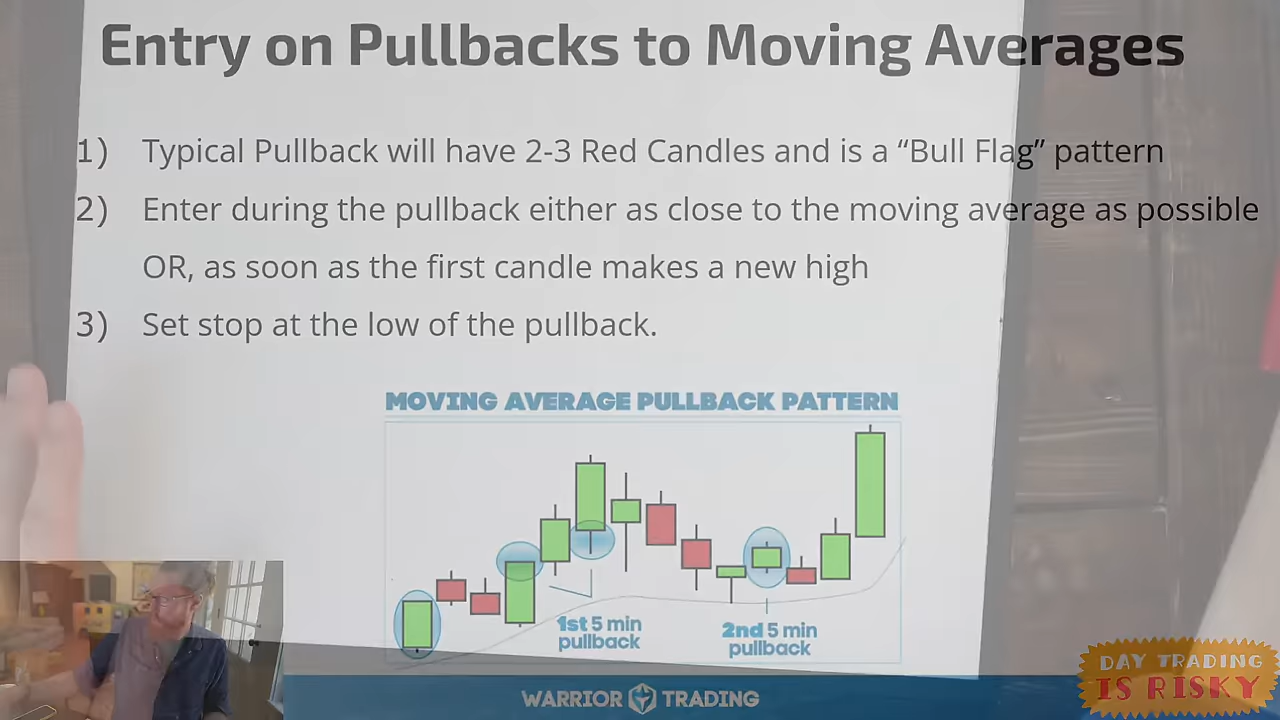 Entry on Pullbacks to Moving Averages
1) Typical Pullback will have 2-3 Red Candles and is a “Bull Flag” pattern
2) Enter during the pullback either as close to the moving average as possible
OR, as soon as the first candle makes a new high
3) Set stop at the low of the pullback.
MOVING AVERAGE PULLBACK PATTERN
1st 5 min
pullback
2nd 5 min
pullback
WARRIOR TRADING
DAY TRADING
IS RISKY